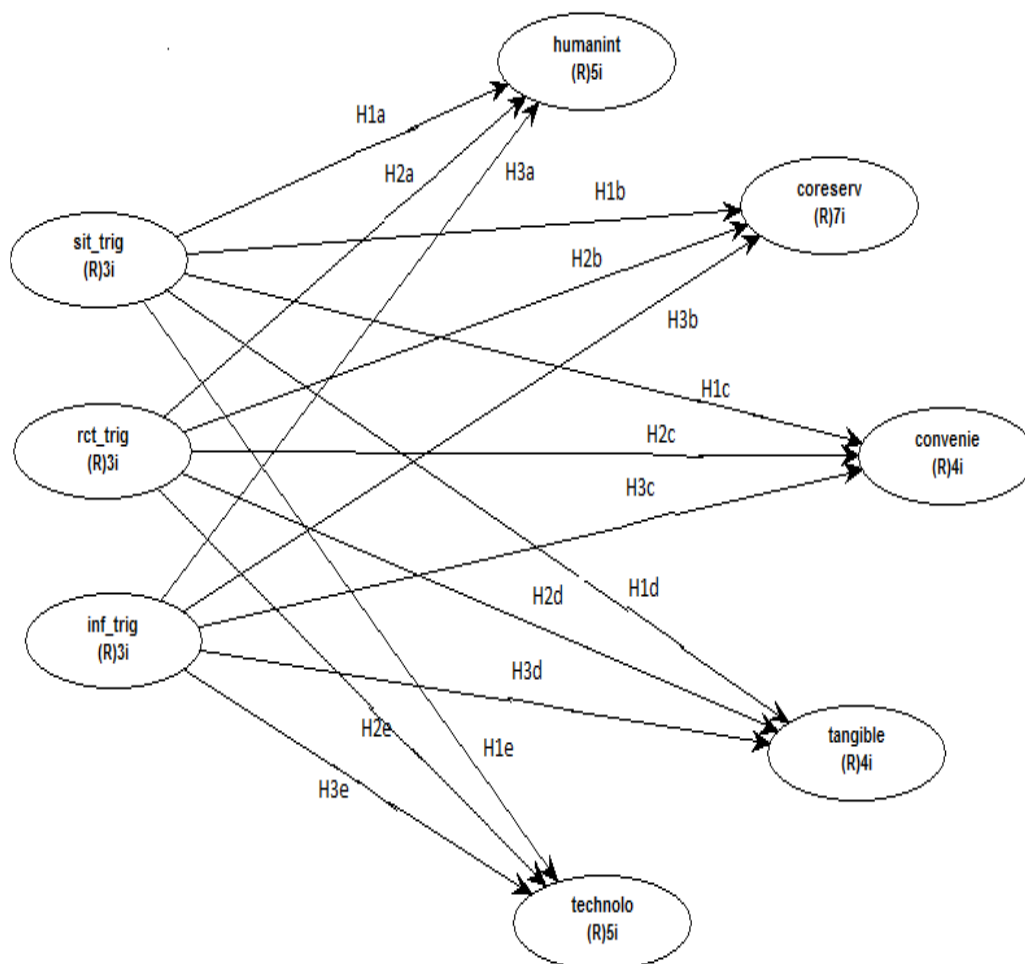 humanint
(R)5i
H1a
H2a
H3a
H1b
coreserv
(R)7i
sit_trig
(R)3i
H2b
H3b
H1c
rct_trig
(R)3i
H2c
convenie
(R)4i
H3c
inf_trig
(R)3i
H2d
H1d
H3d
H2e
H1e
tangible
(R)4i
H3e
technolo
(R)5i